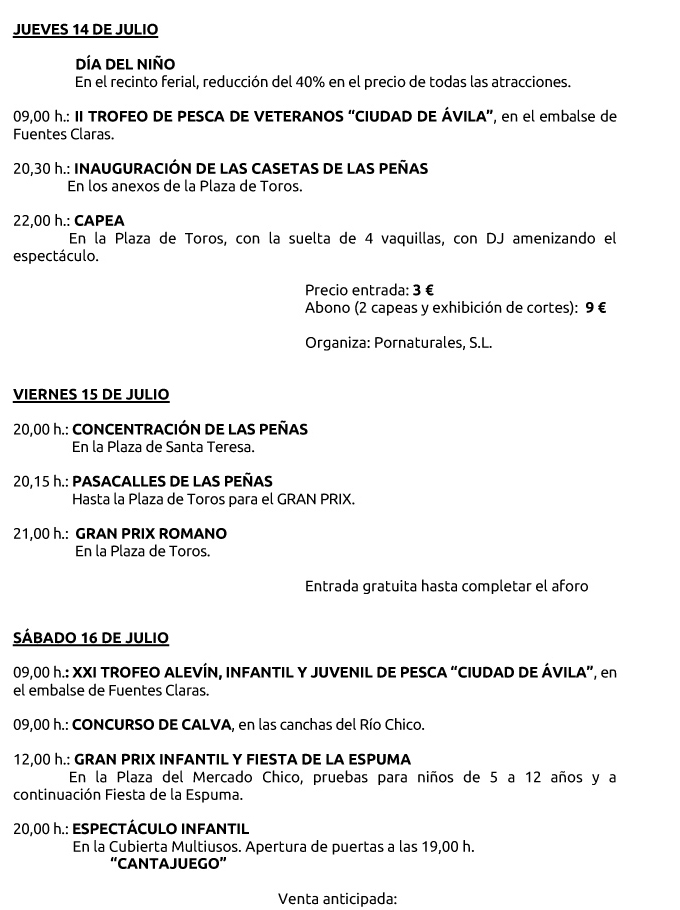 JUEVES 14 DE JULIO
DÍA DEL NIÑO
En el recinto ferial, reducción del 40% en el precio de todas las atracciones.
09,00 h.: II TROFEO DE PESCA DE VETERANOS “CIUDAD DE ÁVILA”, en el embalse de
Fuentes Claras.
20,30 h.: INAUGURACIÓN DE LAS CASETAS DE LAS PEÑAS
En los anexos de la Plaza de Toros.
22,00 h.: CAPEA
En la Plaza de Toros, con la suelta de 4 vaquillas, con DJ amenizando el
espectáculo.
Precio entrada: 3 €
Abono (2 capeas y exhibición de cortes): 9 €
Organiza: Pornaturales, S.L.
VIERNES 15 DE JULIO
20,00 h.: CONCENTRACIÓN DE LAS PEÑAS
En la Plaza de Santa Teresa.
20,15 h.: PASACALLES DE LAS PEÑAS
Hasta la Plaza de Toros para el GRAN PRIX.
21,00 h.: GRAN PRIX ROMANO
En la Plaza de Toros.
Entrada gratuita hasta completar el aforo
SÁBADO 16 DE JULIO
09,00 h.: XXI TROFEO ALEVÍN, INFANTIL Y JUVENIL DE PESCA “CIUDAD DE ÁVILA”, en
el embalse de Fuentes Claras.
09,00 h.: CONCURSO DE CALVA, en las canchas del Río Chico.
12,00 h.: GRAN PRIX INFANTIL Y FIESTA DE LA ESPUMA
En la Plaza del Mercado Chico, pruebas para niños de 5 a 12 años y a
continuación Fiesta de la Espuma.
20,00 h.: ESPECTÁCULO INFANTIL
En la Cubierta Multiusos. Apertura de puertas a las 19,00 h.
“CANTAJUEGO”
Venta anticipada: